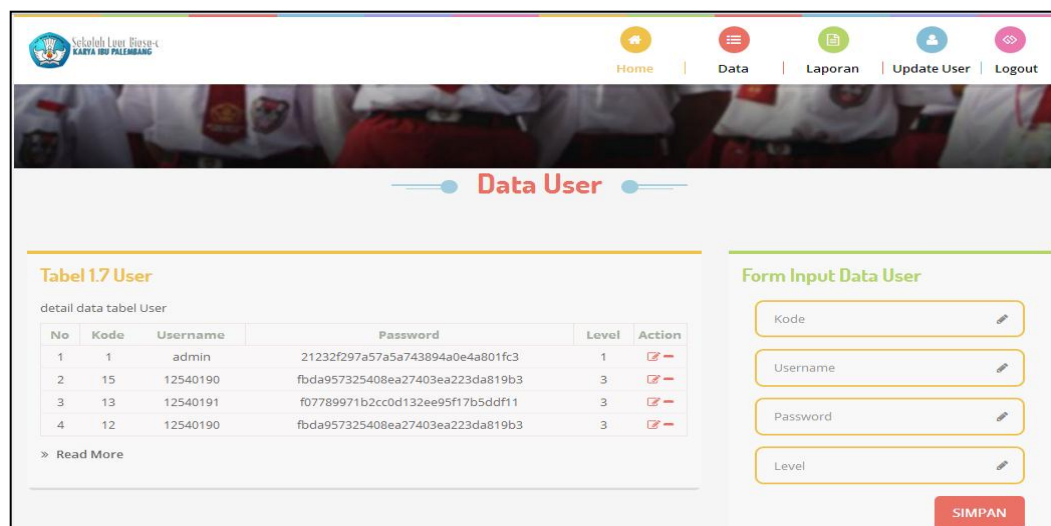 Sekolah Luar Biasa-C
KARYA IBU PALEMBANG
Home
Data
Laporan
Update User
Logout
Data User
Tabel 1.7 User
detail data tabel User
No Kode Username Password Level Action
1 1 admin 21232f297a57a5a743894a0e4a801fc3 1
2 15 12540190 fbda957325408ea27403ea223da819b3 3
3 13 12540191 f07789971b2cc0d132ee95f17b5ddf11 3
4 12 12540190 fbda957325408ea27403ea223da819b3 3
» Read More
Form Input Data User
Kode
Username
Password
Level
SIMPAN